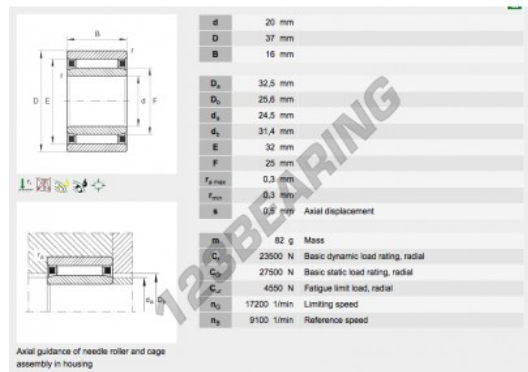 B
r
r
D E d F
d 20 mm
D 37 mm
B 16 mm
Da 32,5 mm
Db 25,6 mm
da 24,5 mm
db 31,4 mm
E 32 mm
F 25 mm
ra max 0,3 mm
rmin 0,3 mm
s 0,5 mm Axial displacement
m 82 g Mass
Cr 23500 N Basic dynamic load rating, radial
C0r 27500 N Basic static load rating, radial
Cur 4550 N Fatigue limit load, radial
nG 17200 1/min Limiting speed
nB 9100 1/min Reference speed
ra
da Db
Axial guidance of needle roller and cage
assembly in housing
123BEARING